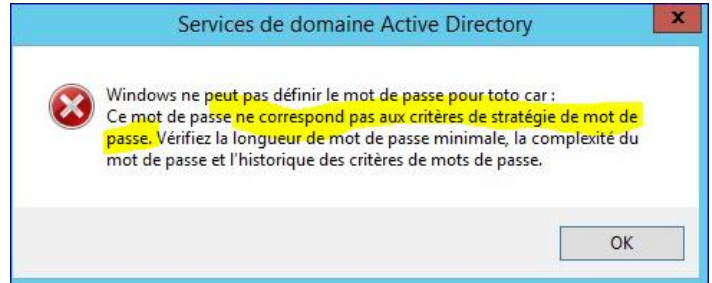 Services de domaine Active Directory
x
Windows ne peut pas définir le mot de passe pour toto car :
Ce mot de passe ne correspond pas aux critères de stratégie de mot de
passe. Vérifiez la longueur de mot de passe minimale, la complexité du
mot de passe et l'historique des critères de mots de passe.
OK